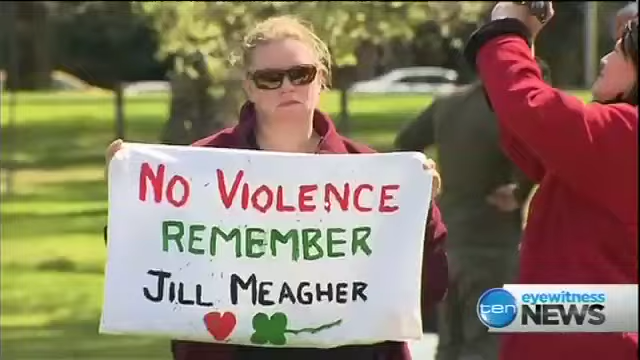 NO VIOLENCE
REMEMBER
JILL MEAGHER
ten eyewitness
NEWS